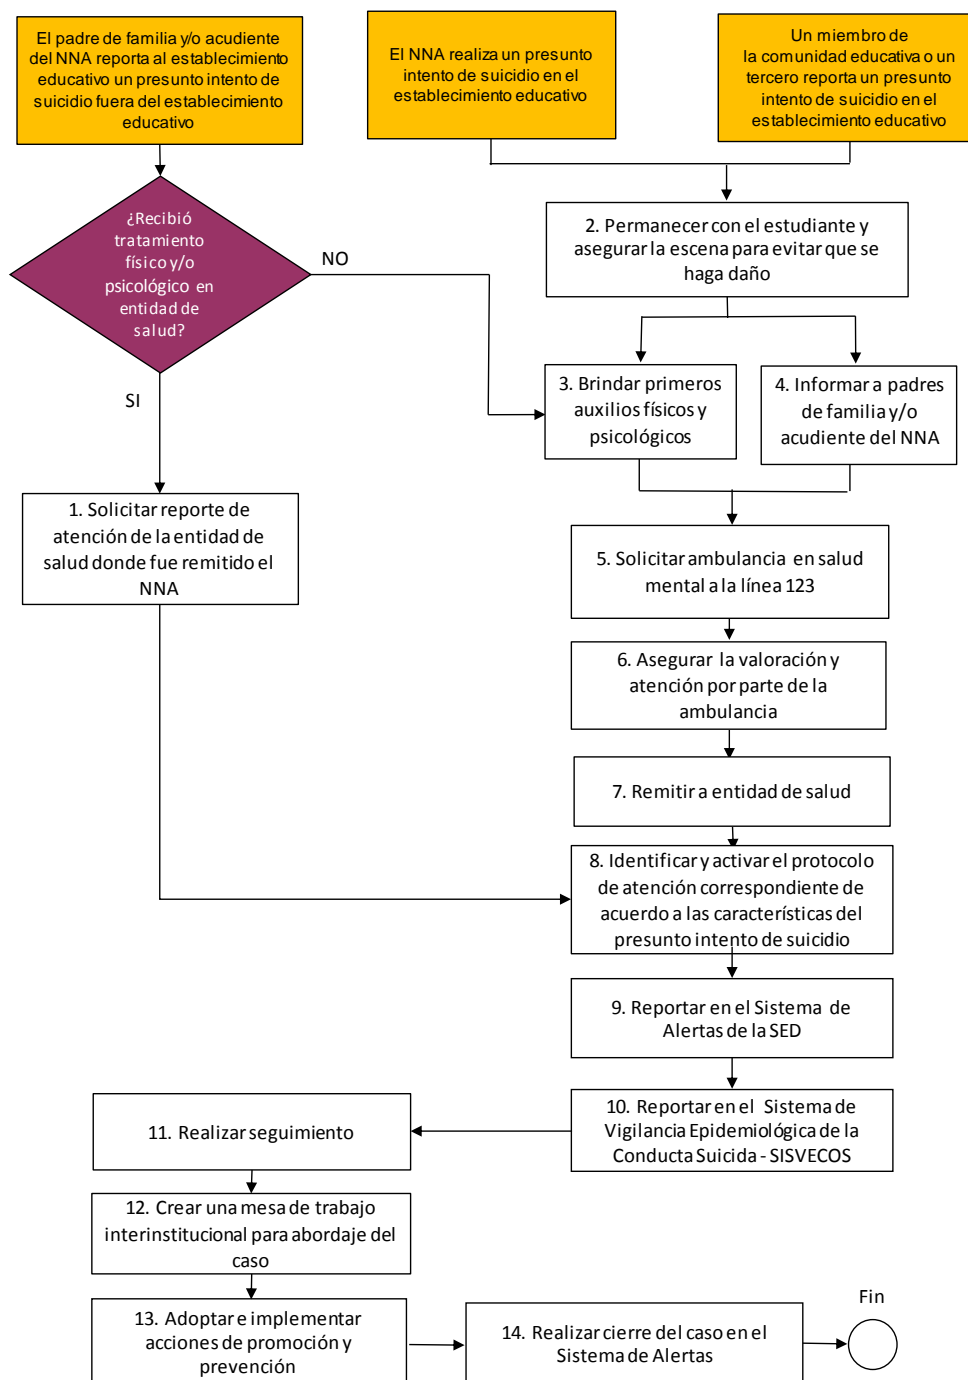 El padre de familia y/o acudiente
del NNA reporta al establecimiento
educativo un presunto intento de
suicidio fuera del establecimiento
educativo
El NNA realiza un presunto
intento de suicidio en el
establecimiento educativo
Un miembro de
la comunidad educativa o un
tercero reporta un presunto
intento de suicidio en el
establecimiento educativo
¿Recibió
tratamiento
físico y/o
psicológico en
entidad de
salud?
NO
SI
2. Permanecer con el estudiante y
asegurar la escena para evitar que se
haga daño
3. Brindar primeros
auxilios físicos y
psicológicos
4. Informar a padres
de familia y/o
acudiente del NNA
1. Solicitar reporte de
atención de la entidad de
salud donde fue remitido el
NNA
5. Solicitar ambulancia en salud
mental a la línea 123
6. Asegurar la valoración y
atención por parte de la
ambulancia
7. Remitir a entidad de salud
8. Identificar y activar el protocolo
de atención correspondiente de
acuerdo a las características del
presunto intento de suicidio
9. Reportar en el Sistema de
Alertas de la SED
10. Reportar en el Sistema de
Vigilancia Epidemiológica de la
Conducta Suicida - SISVECOS
11. Realizar seguimiento
12. Crear una mesa de trabajo
interinstitucional para abordaje del
caso
13. Adoptar e implementar
acciones de promoción y
prevención
14. Realizar cierre del caso en el
Sistema de Alertas
Fin